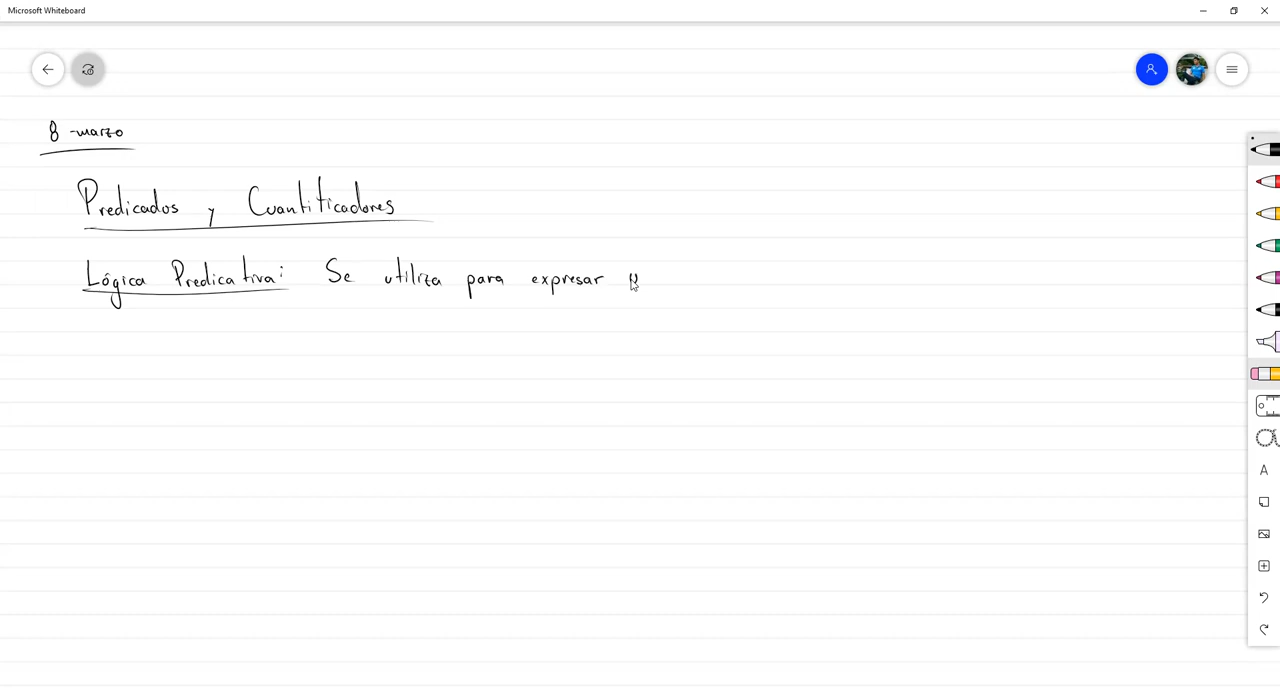 Microsoft Whiteboard
8 -marzo
Predicados y Cuantificadores
Lógica Predicativa: Se utiliza para expresar
A